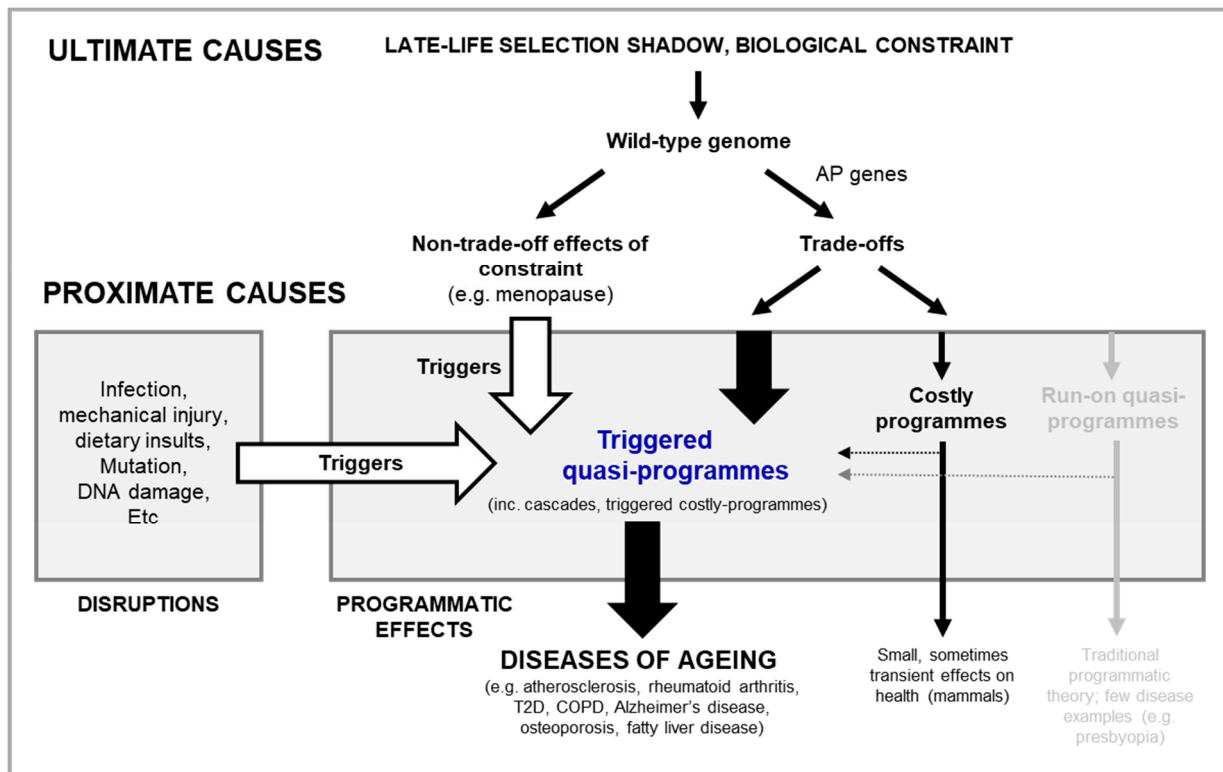 ULTIMATE CAUSES
LATE-LIFE SELECTION SHADOW, BIOLOGICAL CONSTRAINT
Wild-type genome
AP genes
Non-trade-off effects of
constraint
(e.g. menopause)
Trade-offs
PROXIMATE CAUSES
Infection,
mechanical injury,
dietary insults,
Mutation,
DNA damage,
Etc
Triggers
Triggers
Triggered
quasi-programmes
(inc. cascades, triggered costly-programmes)
Costly
programmes
Run-on quasi-
programmes
DISRUPTIONS
PROGRAMMATIC
EFFECTS
DISEASES OF AGEING
(e.g. atherosclerosis, rheumatoid arthritis,
T2D, COPD, Alzheimer's disease,
osteoporosis, fatty liver disease)
Small, sometimes
transient effects on
health (mammals)
Traditional
programmatic
theory; few disease
examples (e.g.
presbyopia)